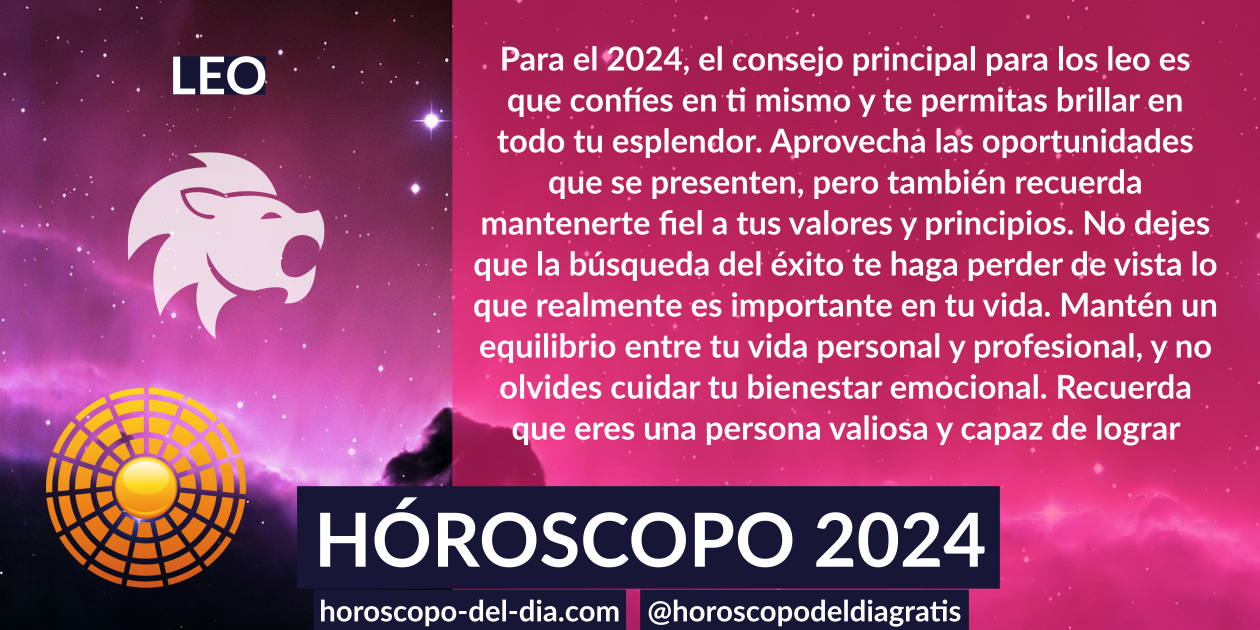 LEO
Para el 2024, el consejo principal para los leo es
que confíes en ti mismo y te permitas brillar en
todo tu esplendor. Aprovecha las oportunidades
que se presenten, pero también recuerda
mantenerte fiel a tus valores y principios. No dejes
que la búsqueda del éxito te haga perder de vista lo
que realmente es importante en tu vida. Mantén un
equilibrio entre tu vida personal y profesional, y no
olvides cuidar tu bienestar emocional. Recuerda
que eres una persona valiosa y capaz de lograr
HÓROSCOPO 2024
horoscopo-del-dia.com @horoscopodeldiagratis